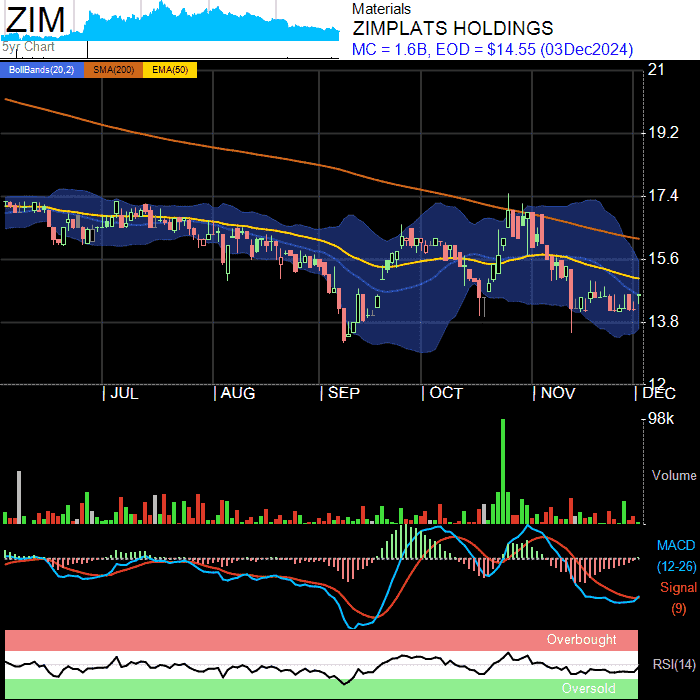 ZIM
5yr Chart
Materials
ZIMPLATS HOLDINGS
MC = 1.6B, EOD = $14.55 (03Dec2024)
BollBands(20,2) SMA(200) EMA(50)
21
19.2
17.4
15.6
13.8
12
JUL AUG SEP OCT NOV DEC
98k
Volume
MACD
(12-26)
Signal
(9)
Overbought
RSI(14)
Oversold